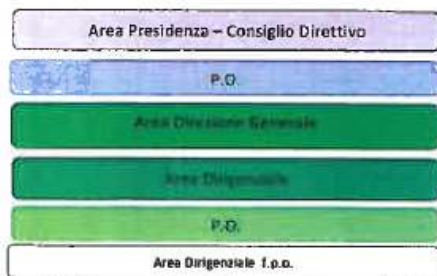 Area Presidenza – Consiglio Direttivo
P.O.
Area Direzione Generale
Area Dirigenziale
P.O.
Area Dirigenziale f.p.o.